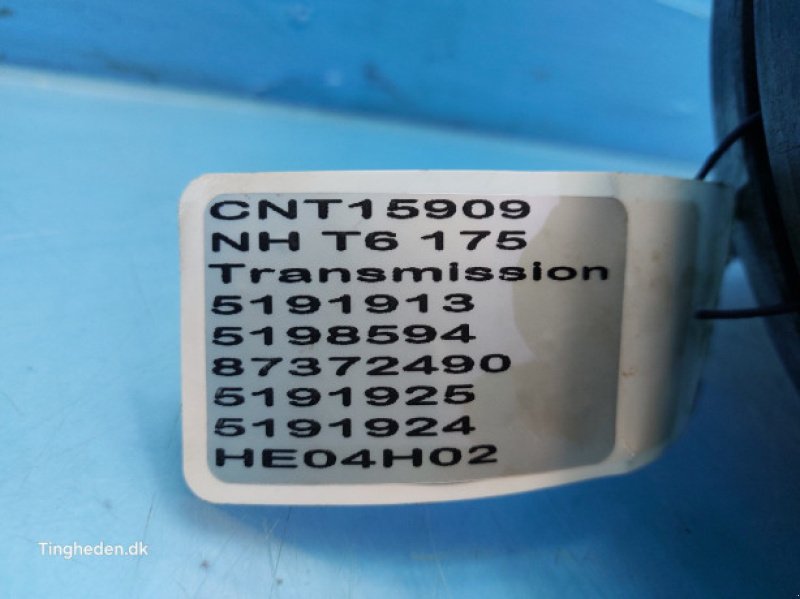 CNT15909
NH T6 175
Transmission
5191913
5198594
87372490
5191925
5191924
HE04H02
Tingheden.dk